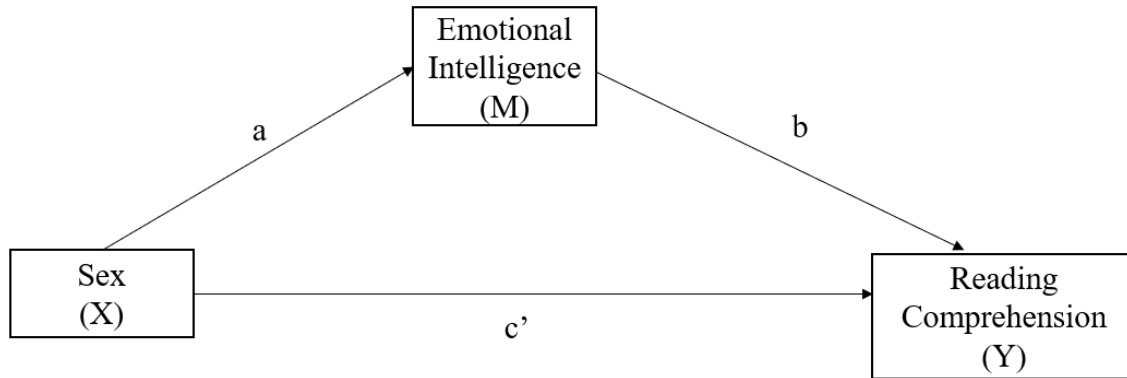 Emotional
Intelligence
(M)
a
b
Sex
(X)
c’
Reading
Comprehension
(Y)